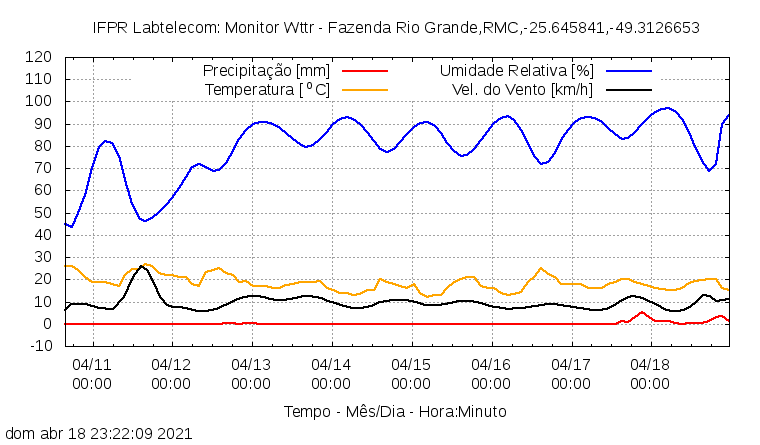 IFPR Labtelecom: Monitor Wttr - Fazenda Rio Grande,RMC,-25.645841,-49.3126653
120
110
100
90
80
70
60
50
40
30
20
10
0
-10
Precipitação [mm] Umidade Relativa [%]
Temperatura [⁰C] Vel. do Vento [km/h]
04/11 04/12 04/13 04/14 04/15 04/16 04/17 04/18
00:00 00:00 00:00 00:00 00:00 00:00 00:00 00:00
Tempo - Mês/Dia - Hora:Minuto
dom abr 18 23:22:09 2021